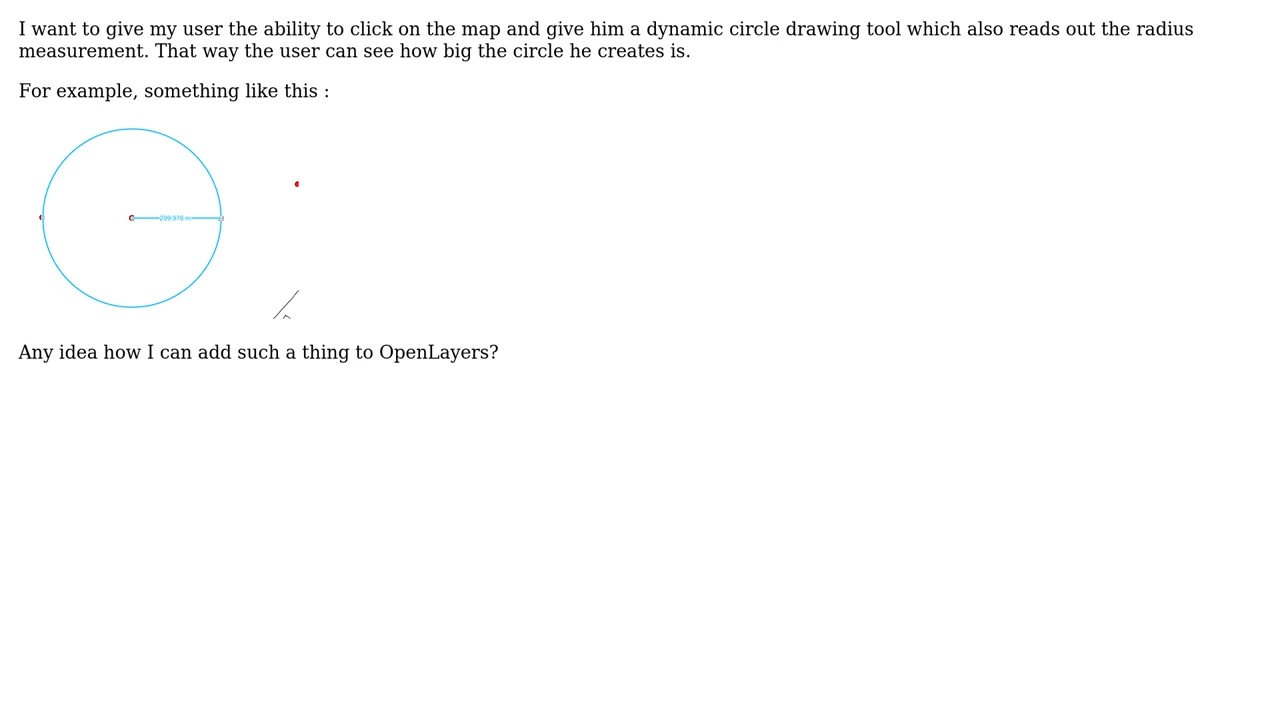 I want to give my user the ability to click on the map and give him a dynamic circle drawing tool which also reads out the radius
measurement. That way the user can see how big the circle he creates is.
For example, something like this :
299.978 m
Any idea how I can add such a thing to OpenLayers?